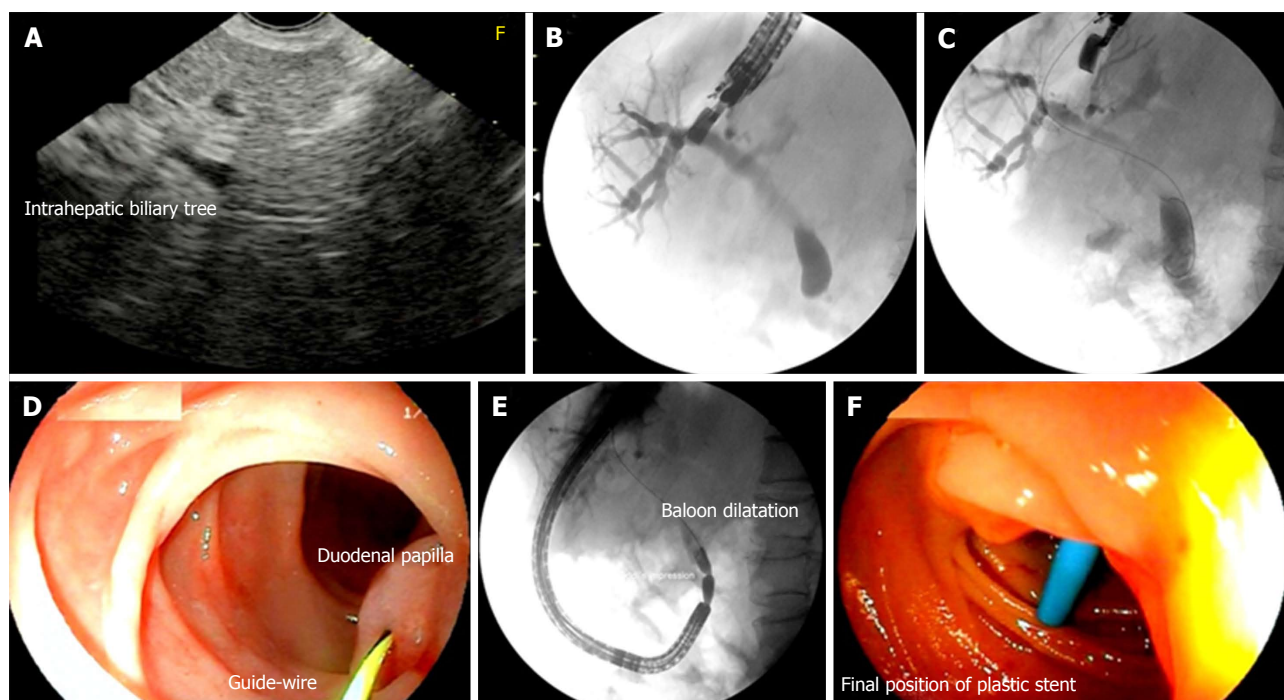 A
F
B
C
Intrahepatic biliary tree
D
E
F
Duodenal papilla
Baloon dilatation
Guide-wire
Final position of plastic stent